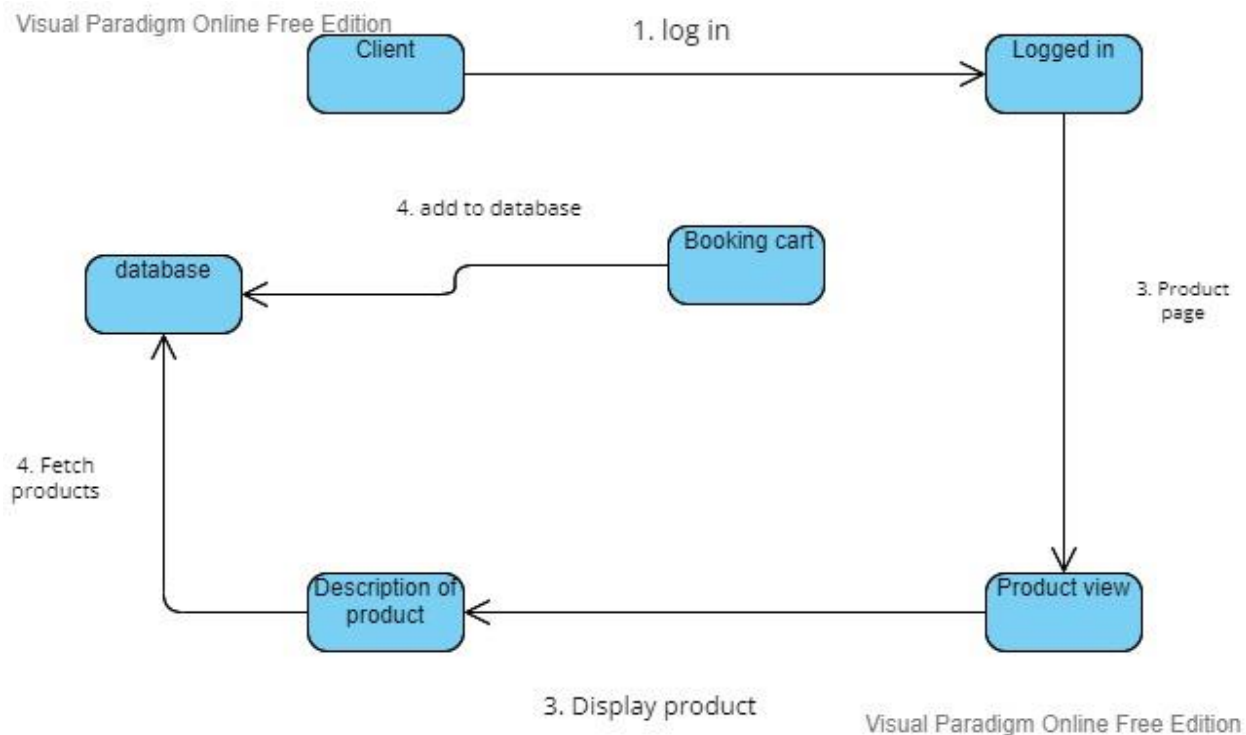 Visual Paradigm Online Free Edition
1. log in
Client
Logged in
4. add to database
Booking cart
database
3. Product
page
4. Fetch
products
Description of
product
Product view
3. Display product
Visual Paradigm Online Free Edition